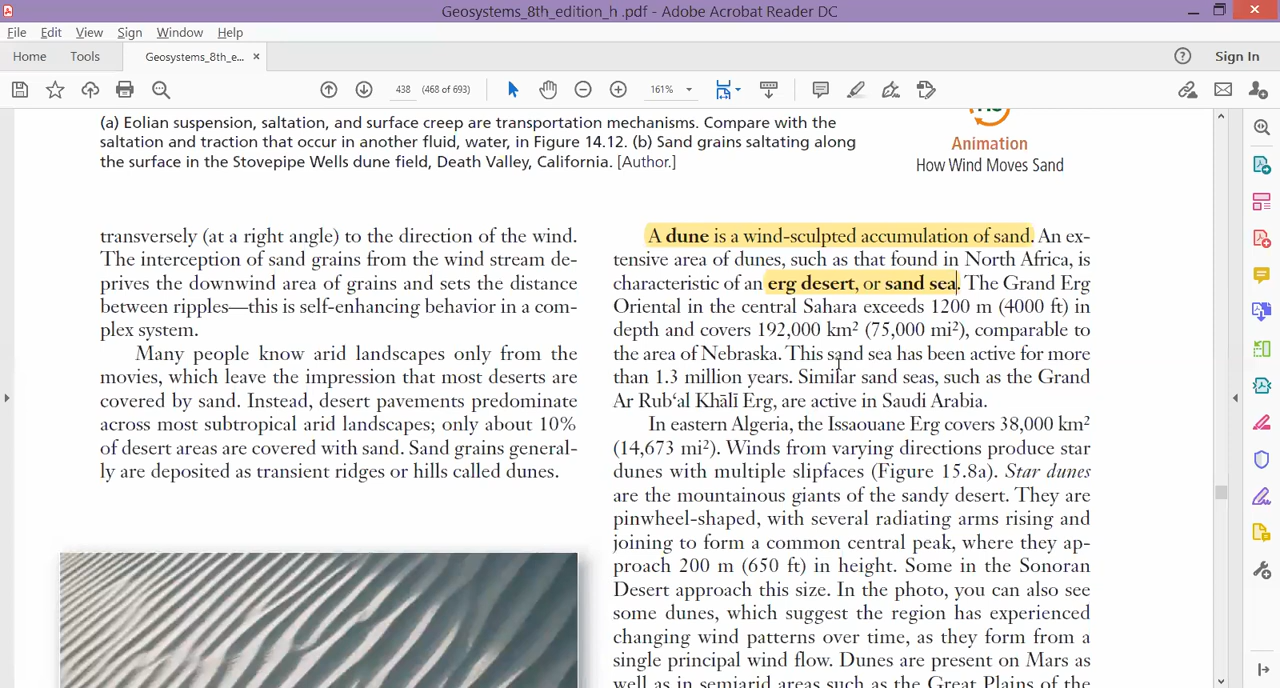 Geosystems_8th_edition_h .pdf - Adobe Acrobat Reader DC
File Edit View Sign Window Help
Home Tools Geosystems_8th_e... × Sign In
438 (468 of 693) 161%
(a) Eolian suspension, saltation, and surface creep are transportation mechanisms. Compare with the
saltation and traction that occur in another fluid, water, in Figure 14.12. (b) Sand grains saltating along
the surface in the Stovepipe Wells dune field, Death Valley, California. [Author.]
Animation
How Wind Moves Sand
transversely (at a right angle) to the direction of the wind.
The interception of sand grains from the wind stream de-
prives the downwind area of grains and sets the distance
between ripples—this is self-enhancing behavior in a com-
plex system.
Many people know arid landscapes only from the
movies, which leave the impression that most deserts are
covered by sand. Instead, desert pavements predominate
across most subtropical arid landscapes; only about 10%
of desert areas are covered with sand. Sand grains general-
ly are deposited as transient ridges or hills called dunes.
A dune is a wind-sculpted accumulation of sand. An ex-
tensive area of dunes, such as that found in North Africa, is
characteristic of an erg desert, or sand sea. The Grand Erg
Oriental in the central Sahara exceeds 1200 m (4000 ft) in
depth and covers 192,000 km² (75,000 mi²), comparable to
the area of Nebraska. This sand sea has been active for more
than 1.3 million years. Similar sand seas, such as the Grand
Ar Rub‘al Khālī Erg, are active in Saudi Arabia.
In eastern Algeria, the Issaouane Erg covers 38,000 km²
(14,673 mi²). Winds from varying directions produce star
dunes with multiple slipfaces (Figure 15.8a). Star dunes
are the mountainous giants of the sandy desert. They are
pinwheel-shaped, with several radiating arms rising and
joining to form a common central peak, where they ap-
proach 200 m (650 ft) in height. Some in the Sonoran
Desert approach this size. In the photo, you can also see
some dunes, which suggest the region has experienced
changing wind patterns over time, as they form from a
single principal wind flow. Dunes are present on Mars as
well as in semiarid areas such as the Great Plains of the